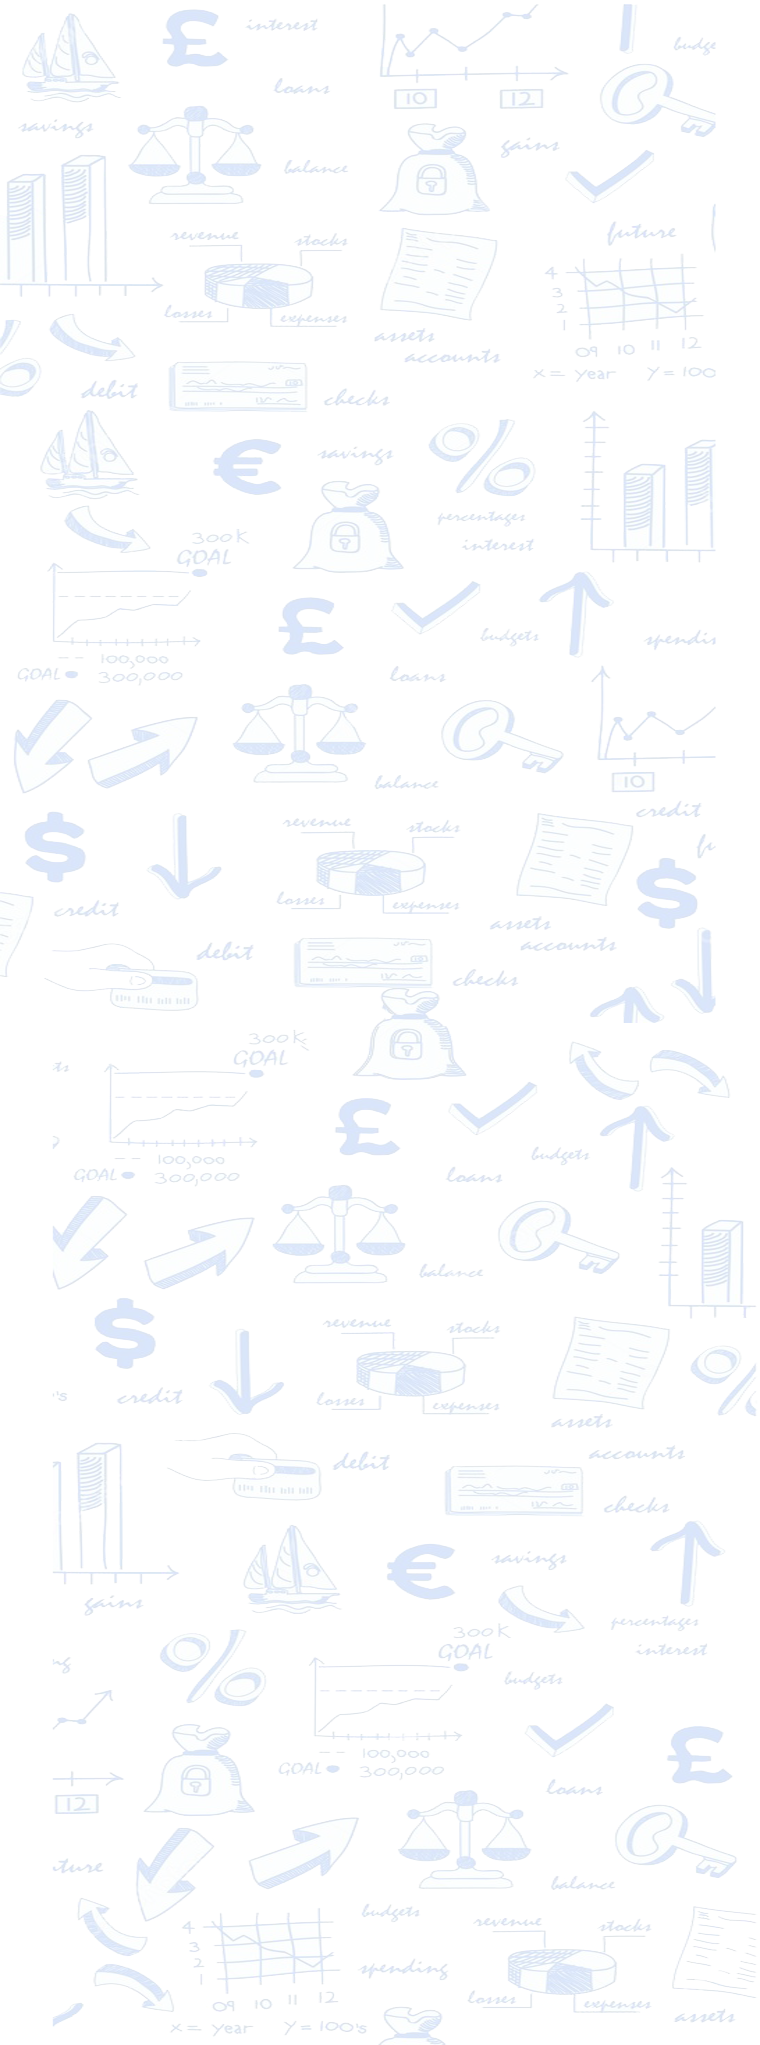 interest
budge
loans
10
12
savings
gains
balance
future
revenue
stocks
4
3
2
1
losses
expenses
assets
accounts
09 10 11 12
x = year y = 100
debit
checks
savings
percentages
interest
300K
GOAL
budgets
spendi
100,000
GOAL 300,000
loans
10
balance
credit
revenue
stocks
fu
losses
expenses
credit
assets
accounts
debit
checks
300K
GOAL
ts
budgets
100,000
GOAL 300,000
loans
balance
revenue
stocks
's
credit
losses
expenses
assets
accounts
debit
checks
savings
gains
percentages
300K
GOAL
interest
ng
budgets
100,000
GOAL 300,000
loans
12
ture
balance
budgets
revenue
stocks
4
3
2
1
spending
losses
expenses
09 10 11 12
assets
x = year y = 100's